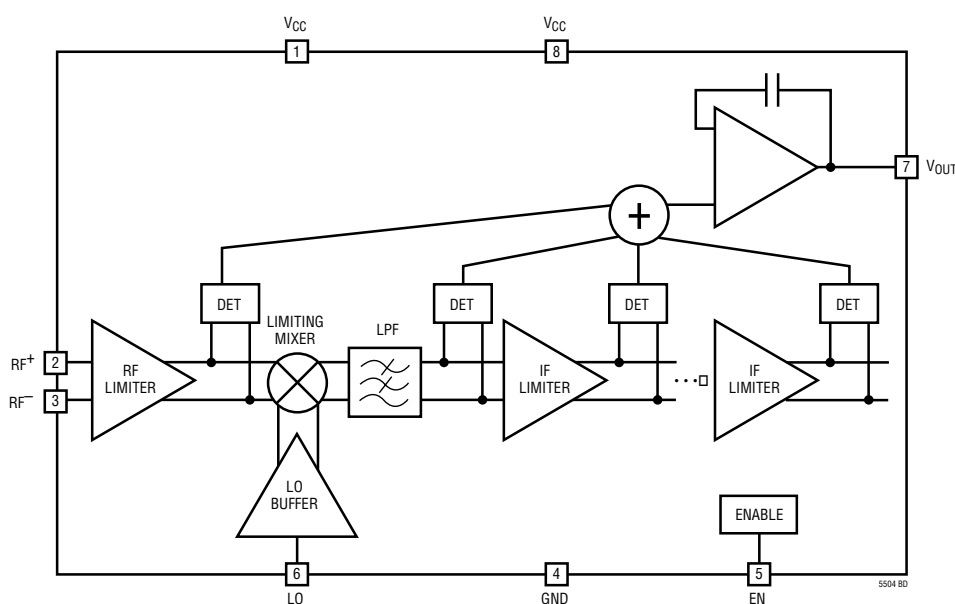 VCC
VCC
1
8
7
VOUT
+
DET
DET
DET
DET
LIMITING
MIXER
LPF
RF+
2
RF
LIMITER
IF
LIMITER
IF
LIMITER
RF−
3
LO
BUFFER
ENABLE
6
4
5
5504 BD
LO
GND
EN